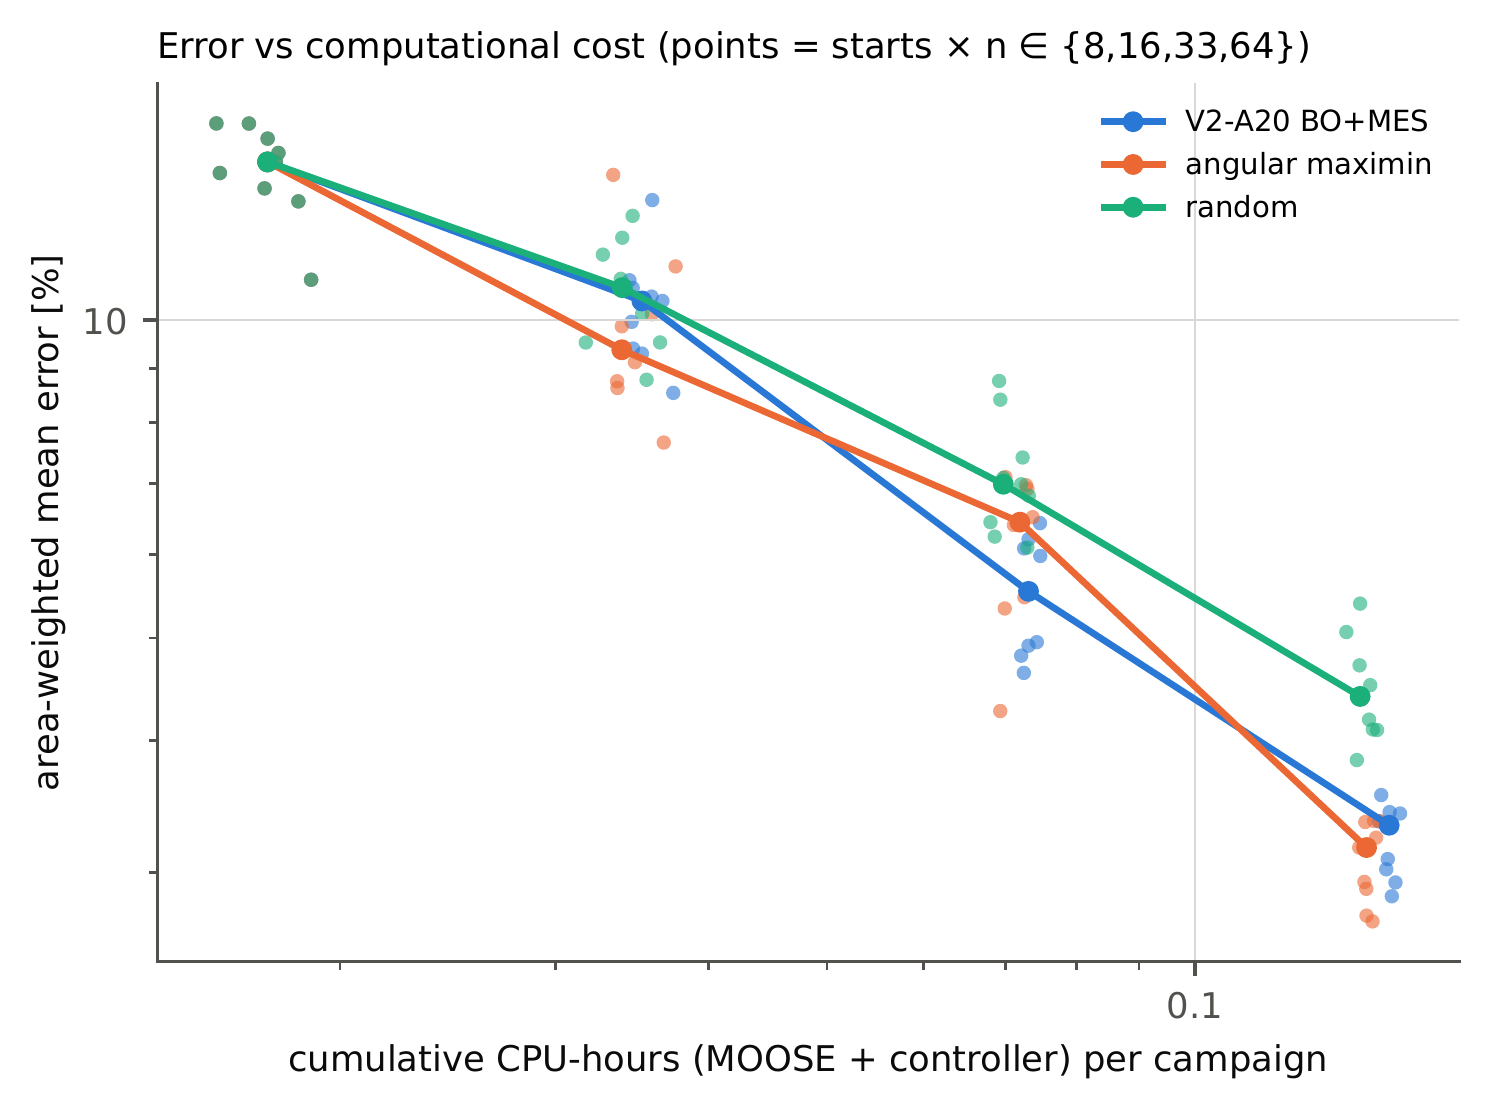 Error vs computational cost (points = starts × n ∈ {8,16,33,64})
V2-A20 BO+MES
angular maximin
random
area-weighted mean error [%]
10
0.1
cumulative CPU-hours (MOOSE + controller) per campaign